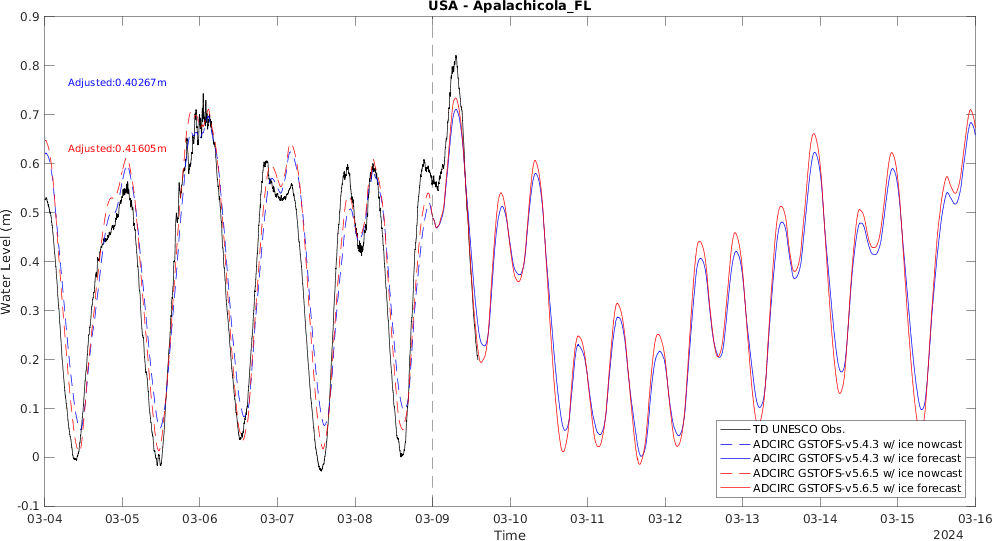 USA - Apalachicola_FL
0.9
0.8
0.7
0.6
0.5
0.4
0.3
0.2
0.1
0
-0.1
Water Level (m)
Adjusted:0.40267m
Adjusted:0.41605m
TD UNESCO Obs.
ADCIRC GSTOFS-v5.4.3 w/ ice nowcast
ADCIRC GSTOFS-v5.4.3 w/ ice forecast
ADCIRC GSTOFS-v5.6.5 w/ ice nowcast
ADCIRC GSTOFS-v5.6.5 w/ ice forecast
03-04 03-05 03-06 03-07 03-08 03-09 03-10 03-11 03-12 03-13 03-14 03-15 03-16
Time
2024